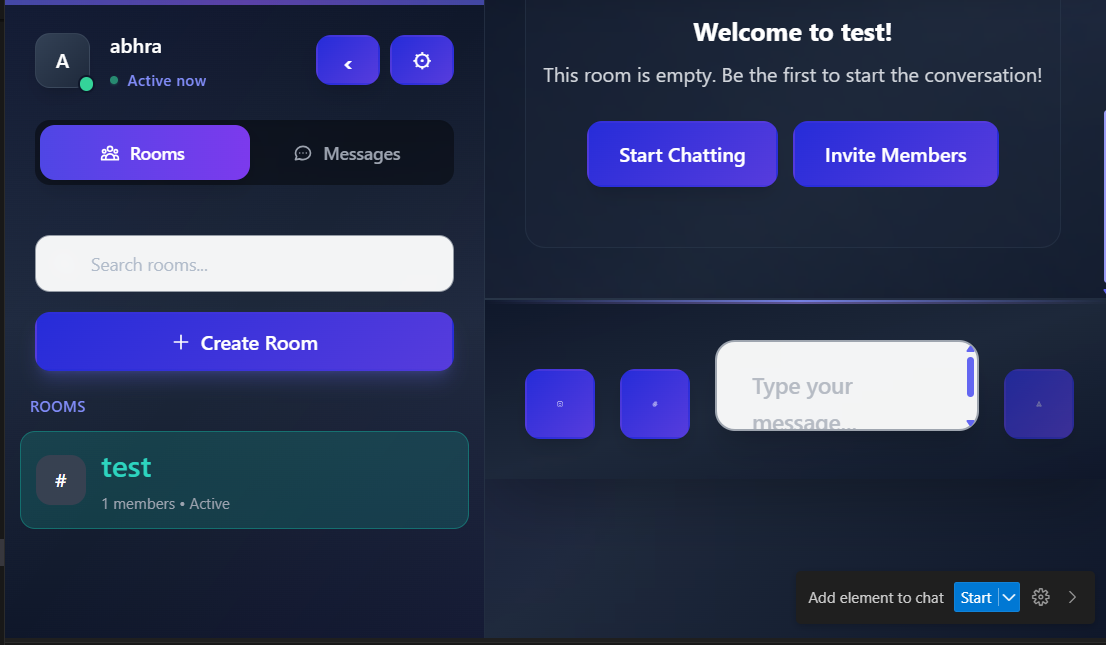 A
abhra
Active now
Rooms
Messages
Search rooms...
Create Room
ROOMS
#
test
1 members • Active
Welcome to test!
This room is empty. Be the first to start the conversation!
Start Chatting
Invite Members
Type your
message...
Add element to chat
Start